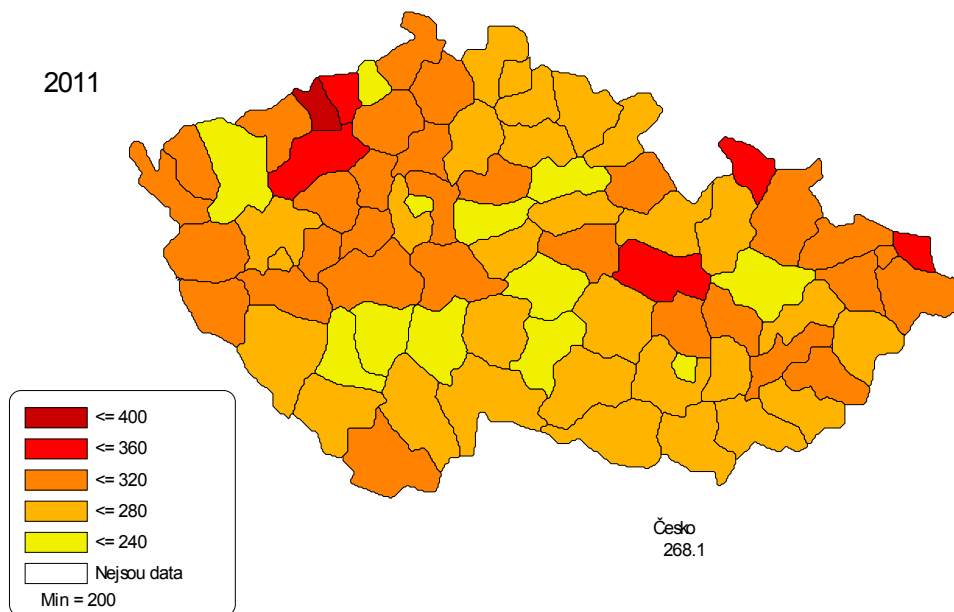 2011
<= 400
<= 360
<= 320
<= 280
<= 240
Nejsou data
Min = 200
Česko
268.1